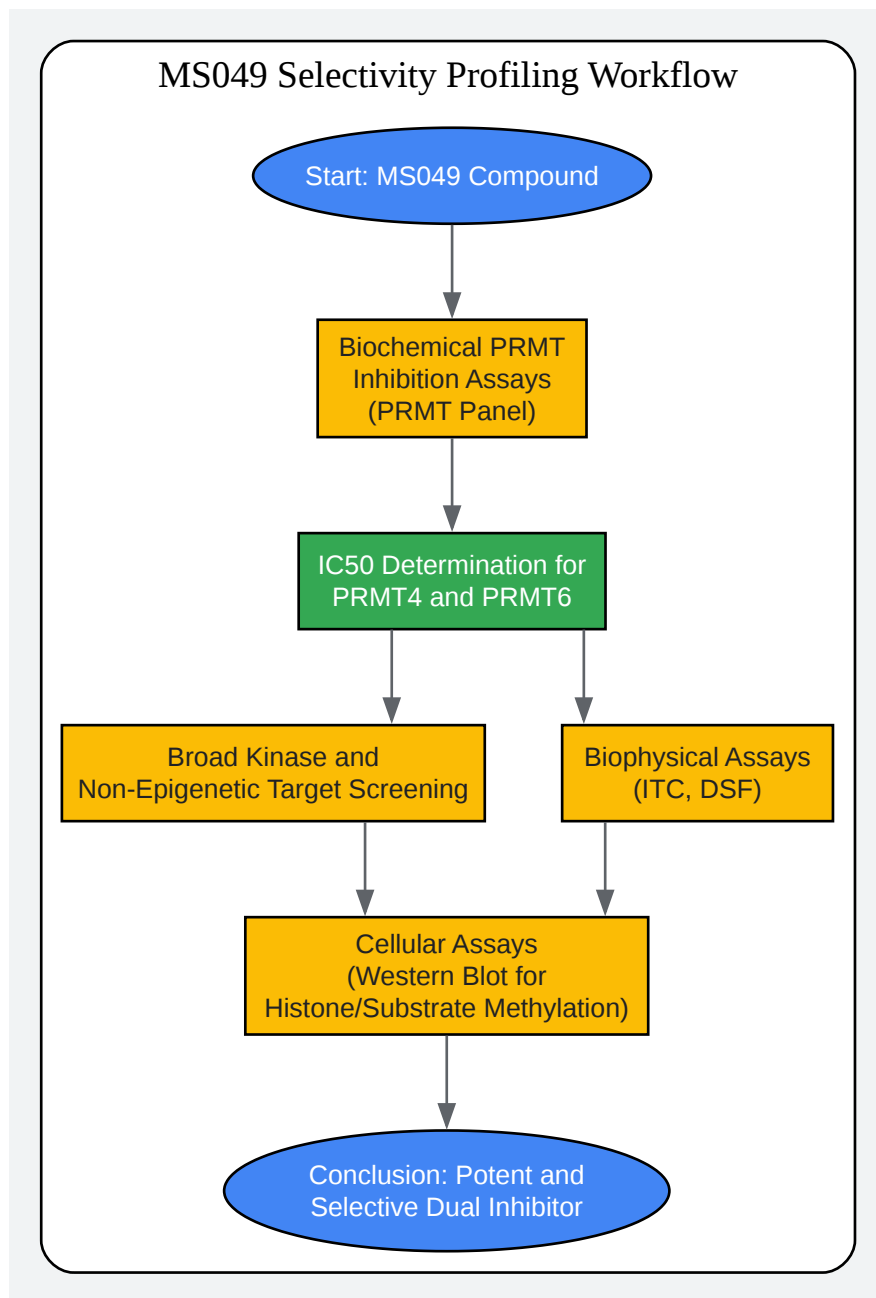 MS049 Selectivity Profiling Workflow
Start: MS049 Compound
Biochemical PRMT
Inhibition Assays
(PRMT Panel)
IC50 Determination for
PRMT4 and PRMT6
Broad Kinase and
Non-Epigenetic Target Screening
Biophysical Assays
(ITC, DSF)
Cellular Assays
(Western Blot for
Histone/Substrate Methylation)
Conclusion: Potent and
Selective Dual Inhibitor